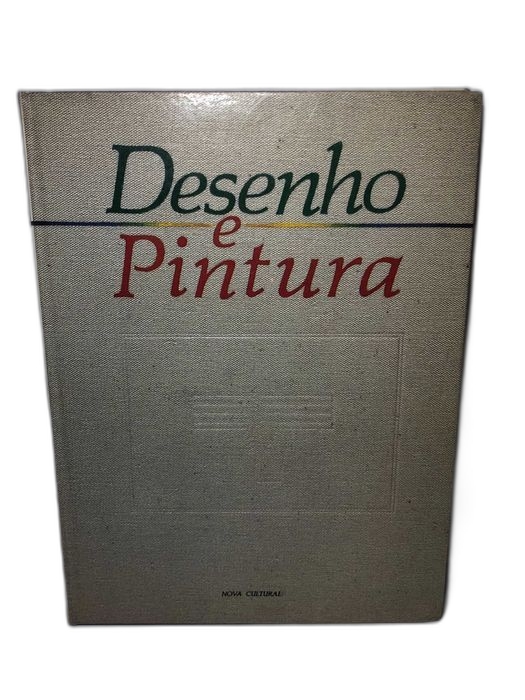 Desenho
e
Pintura
NOVA CULTURAL